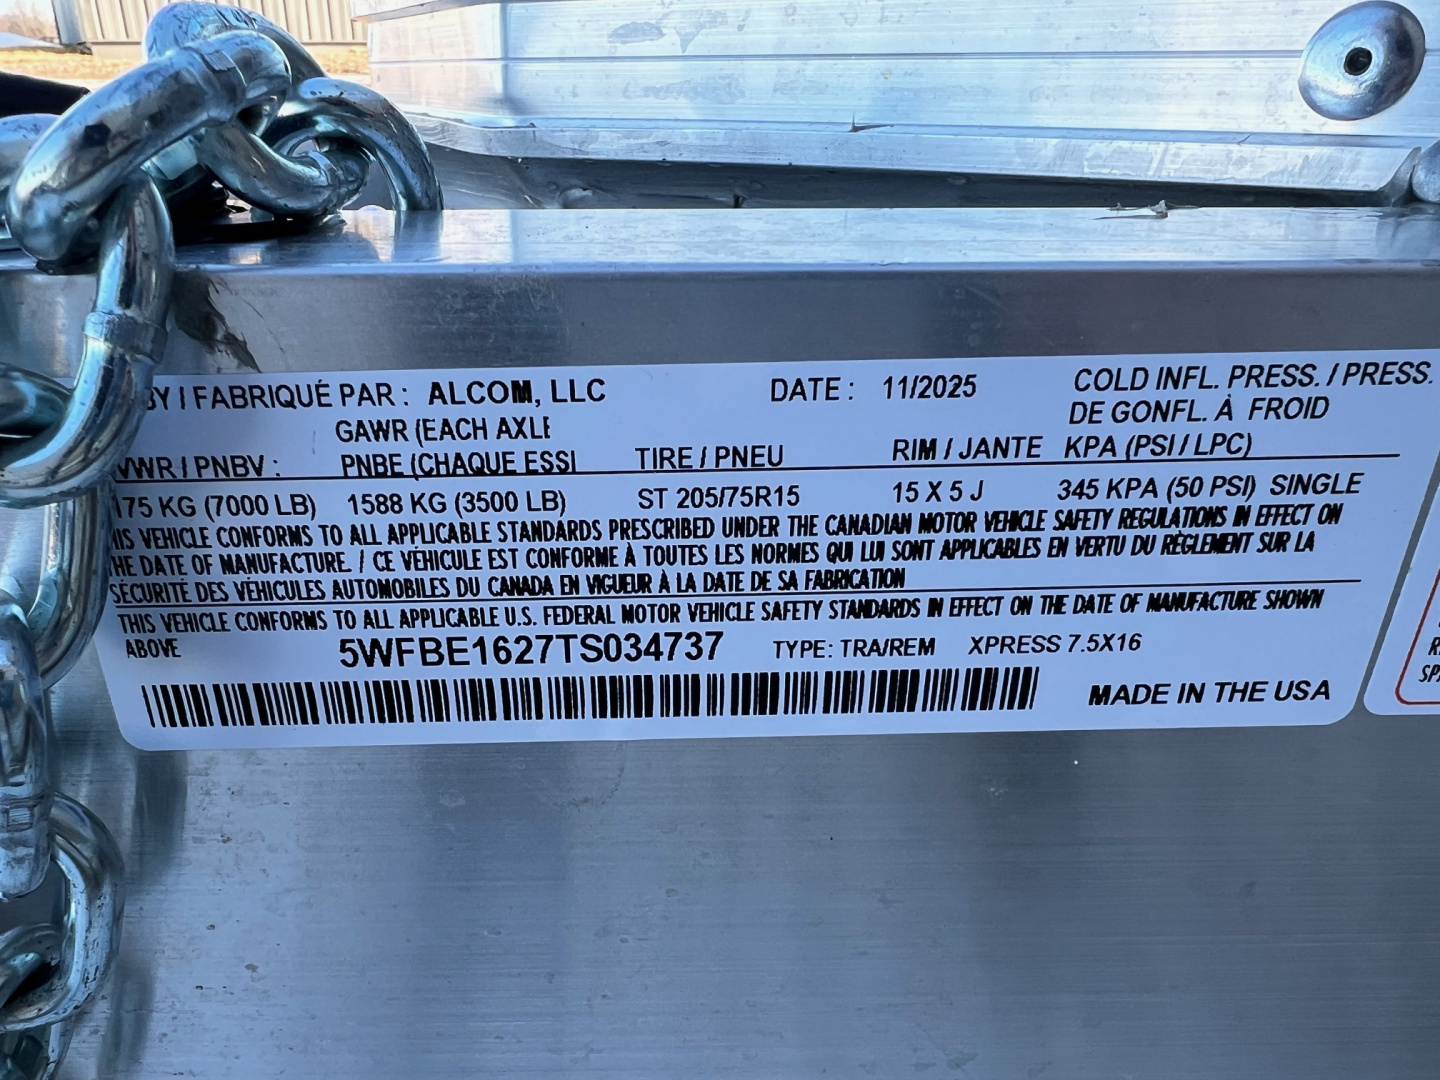 BY / FABRIQUÉ PAR : ALCOM, LLC DATE : 11/2025 COLD INFL. PRESS. / PRESS.
DE GONFL. À FROID
GAWR (EACH AXLE
VWR / PNBV : PNBE (CHAQUE ESSI TIRE / PNEU RIM / JANTE KPA (PSI / LPC)
175 KG (7000 LB) 1588 KG (3500 LB) ST 205/75R15 15 X 5 J 345 KPA (50 PSI) SINGLE
HIS VEHICLE CONFORMS TO ALL APPLICABLE STANDARDS PRESCRIBED UNDER THE CANADIAN MOTOR VEHICLE SAFETY REGULATIONS IN EFFECT ON
HE DATE OF MANUFACTURE. / CE VÉHICULE EST CONFORME À TOUTES LES NORMES QUI LUI SONT APPLICABLES EN VERTU DU RÈGLEMENT SUR LA
SÉCURITÉ DES VÉHICULES AUTOMOBILES DU CANADA EN VIGUEUR À LA DATE DE SA FABRICATION
THIS VEHICLE CONFORMS TO ALL APPLICABLE U.S. FEDERAL MOTOR VEHICLE SAFETY STANDARDS IN EFFECT ON THE DATE OF MANUFACTURE SHOWN
ABOVE 5WFBE1627TS034737 TYPE: TRA/REM XPRESS 7.5X16
MADE IN THE USA